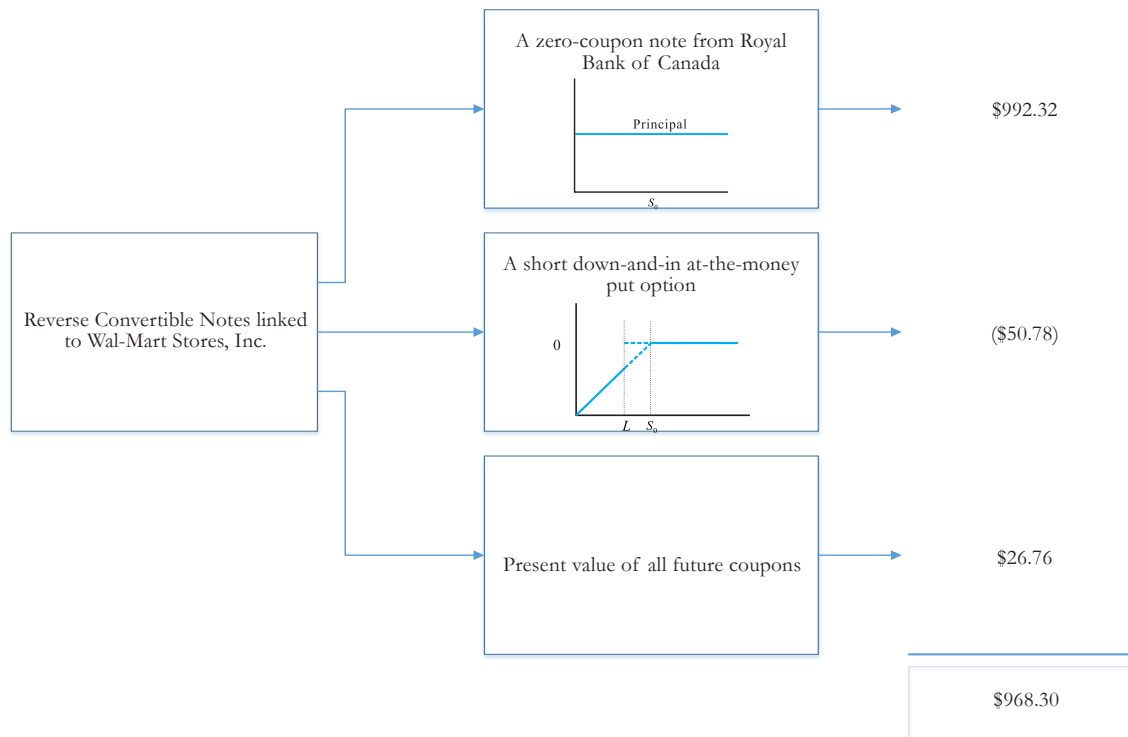 A zero-coupon note from Royal
Bank of Canada
Principal
S₀
$992.32
Reverse Convertible Notes linked
to Wal-Mart Stores, Inc.
A short down-and-in at-the-money
put option
0
L S₀
($50.78)
Present value of all future coupons
$26.76
$968.30